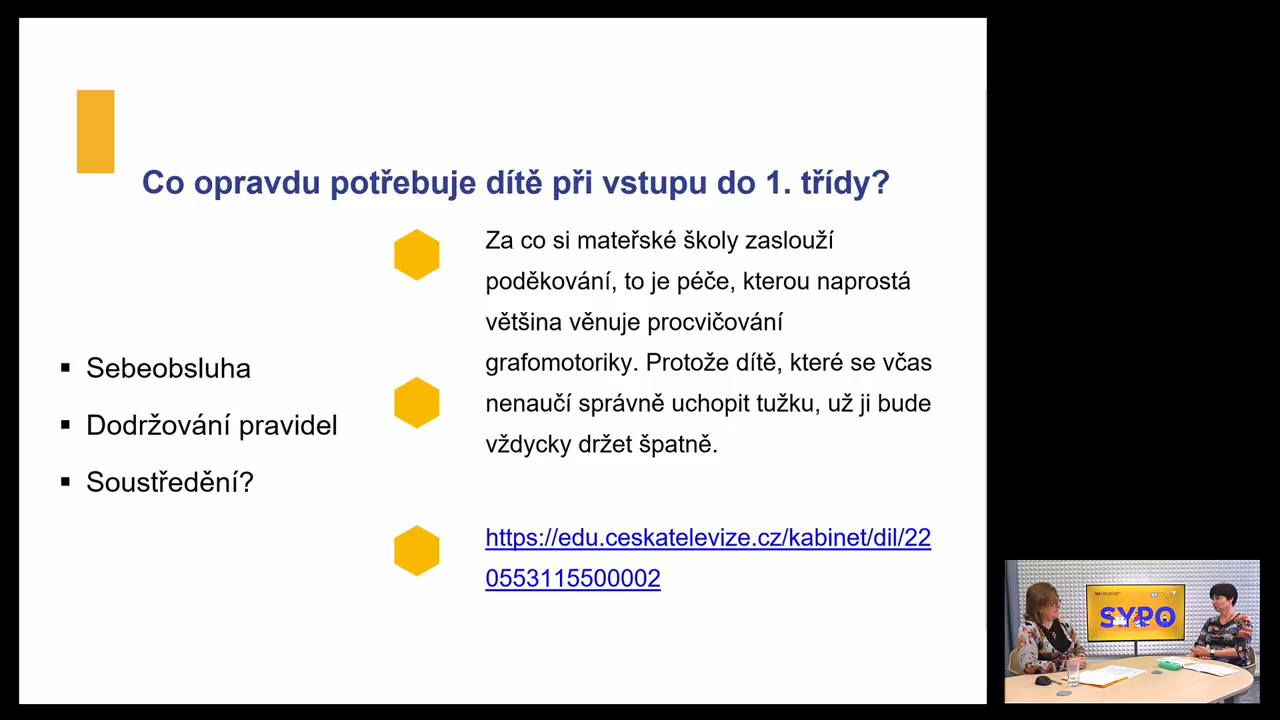 Co opravdu potřebuje dítě při vstupu do 1. třídy?
▪ Sebeobsluha
▪ Dodržování pravidel
▪ Soustředění?
Za co si mateřské školy zaslouží
poděkování, to je péče, kterou naprostá
většina věnuje procvičování
grafomotoriky. Protože dítě, které se včas
nenaučí správně uchopit tužku, už ji bude
vždycky držet špatně.
https://edu.ceskatelevize.cz/kabinet/dil/22
0553115500002
SYPO